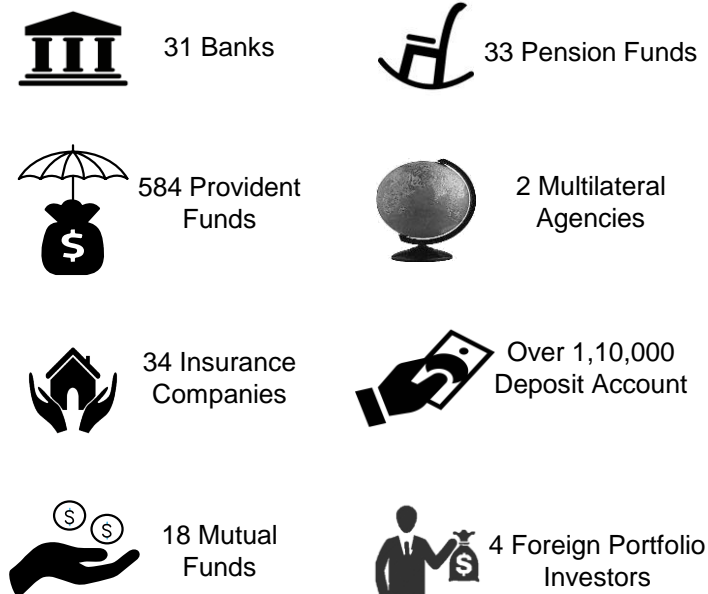 31 Banks
33 Pension Funds
584 Provident
Funds
2 Multilateral
Agencies
34 Insurance
Companies
Over 1,10,000
Deposit Account
18 Mutual
Funds
4 Foreign Portfolio
Investors